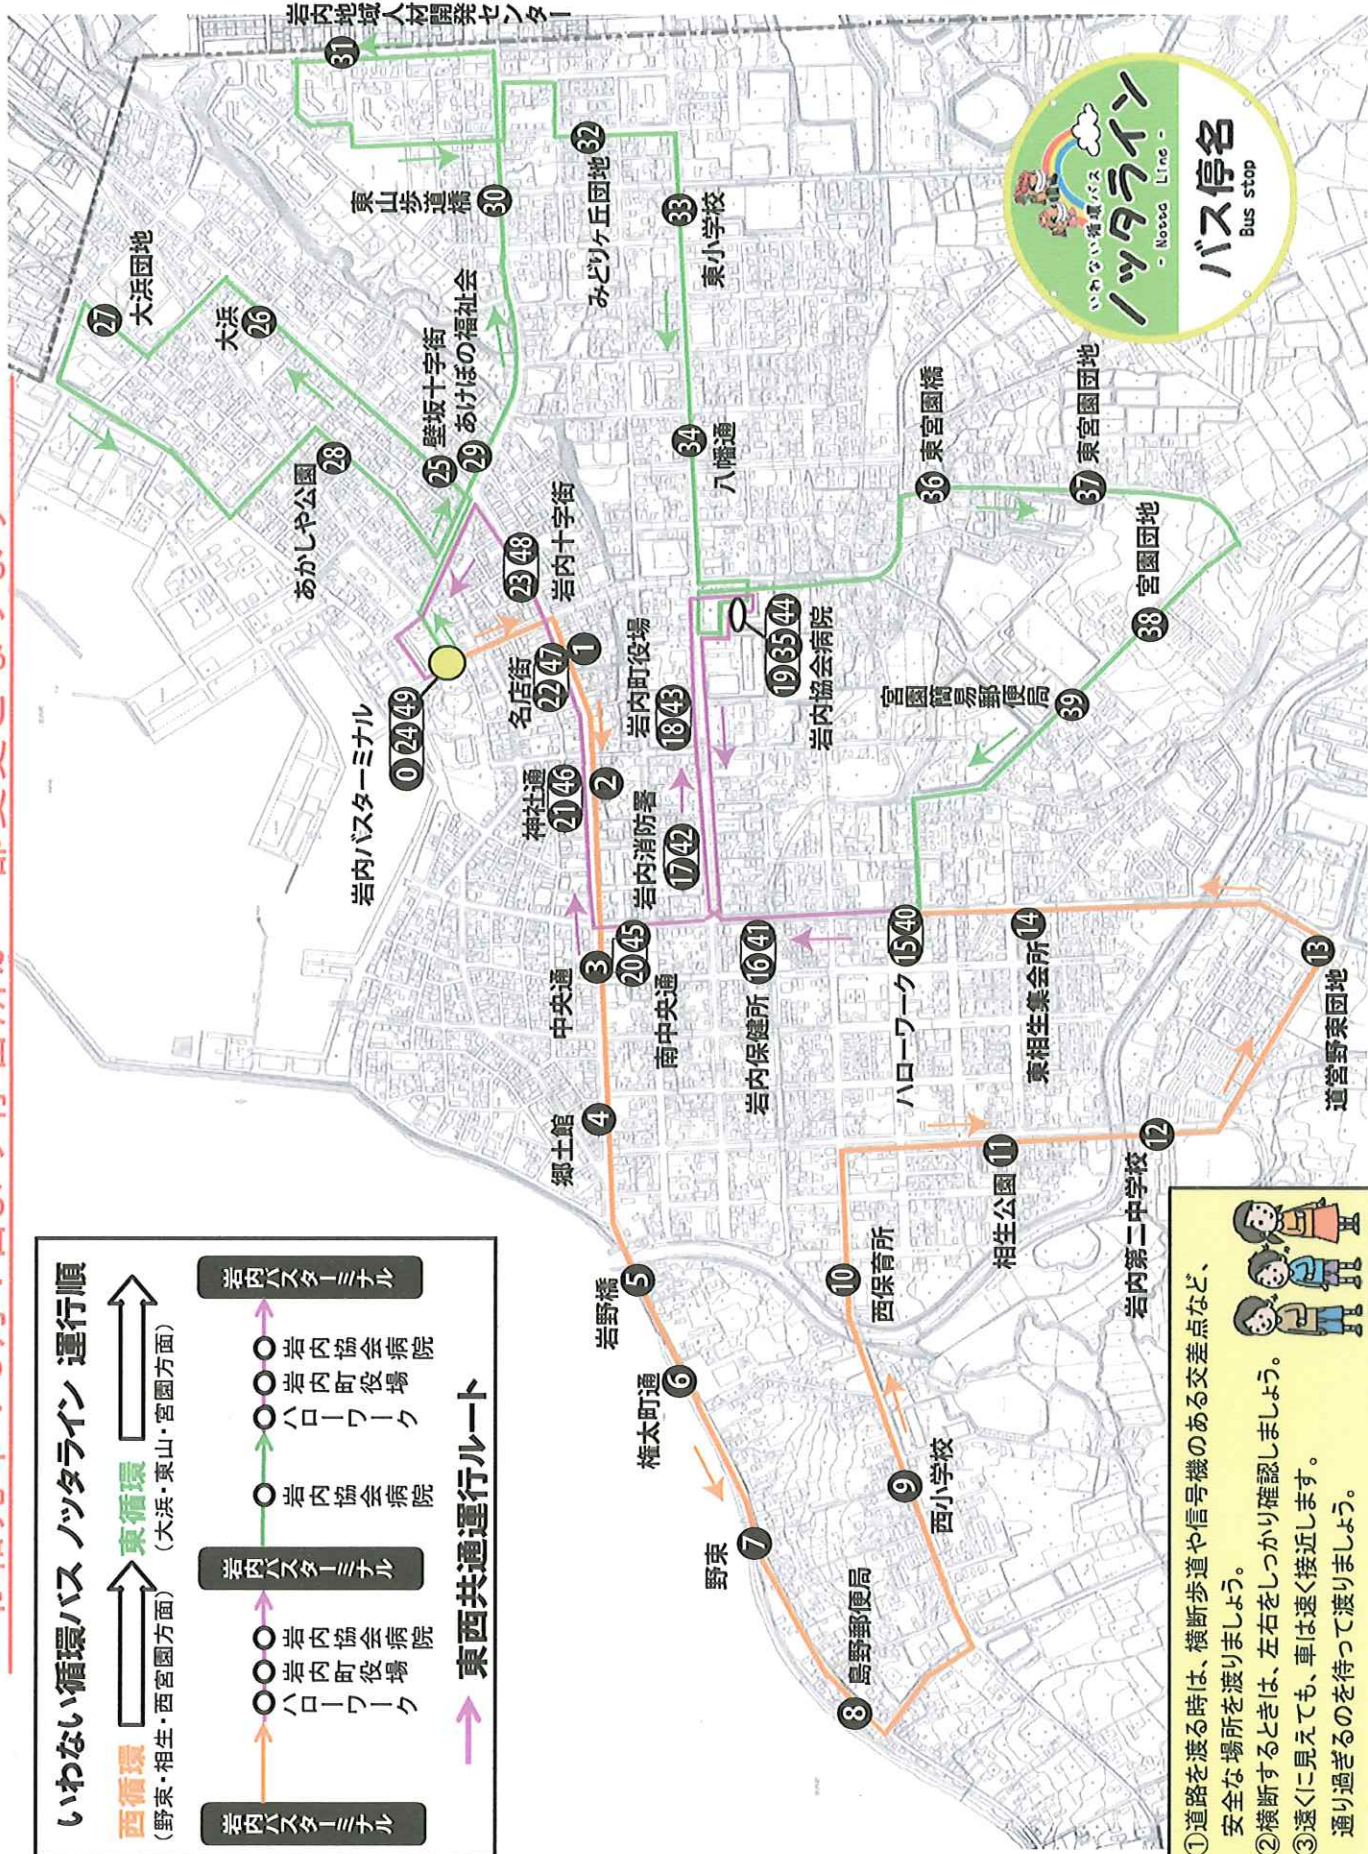 いわない循環バス ノッタライン 運行順
西循環
(野束・相生・西宮園方面)
東循環
(大浜・東山・宮園方面)
岩内バスターミナル
ハローワーク
岩内町役場
岩内協会病院
岩内バスターミナル
岩内協会病院
ハローワーク
岩内町役場
岩内協会病院
岩内バスターミナル
東西共通運行ルート
岩内バスターミナル
0 24 49
1
2
神社通
21 46
名店街
22 47
岩内十字街
23 48
中央通
3
南中央通
20 45
郷土館
4
岩野橋
5
権太町通
6
野束
7
島野郵便局
8
西小学校
9
西保育所
10
相生公園
11
岩内第二中学校
12
道営野束団地
13
東相生集会所
14
ハローワーク
15 40
岩内保健所
16 41
岩内消防署
17 42
岩内町役場
18 43
岩内協会病院
19 35 44
壁坂十字街
25
大浜
26
大浜団地
27
あかしや公園
28
あけぼの福祉会
29
東山歩道橋
30
岩内地域人材開発センター
31
みどりヶ丘団地
32
東小学校
33
八幡通
34
東宮園橋
36
東宮園団地
37
宮園団地
38
宮園簡易郵便局
39
いわない循環バス
ノッタライン
- Nossa Line -
バス停名
Bus stop
①道路を渡る時は、横断歩道や信号機のある交差点など、
安全な場所を渡りましょう。
②横断するときは、左右をしっかり確認しましょう。
③遠くに見えても、車は速く接近します。
通り過ぎるのを待って渡りましょう。